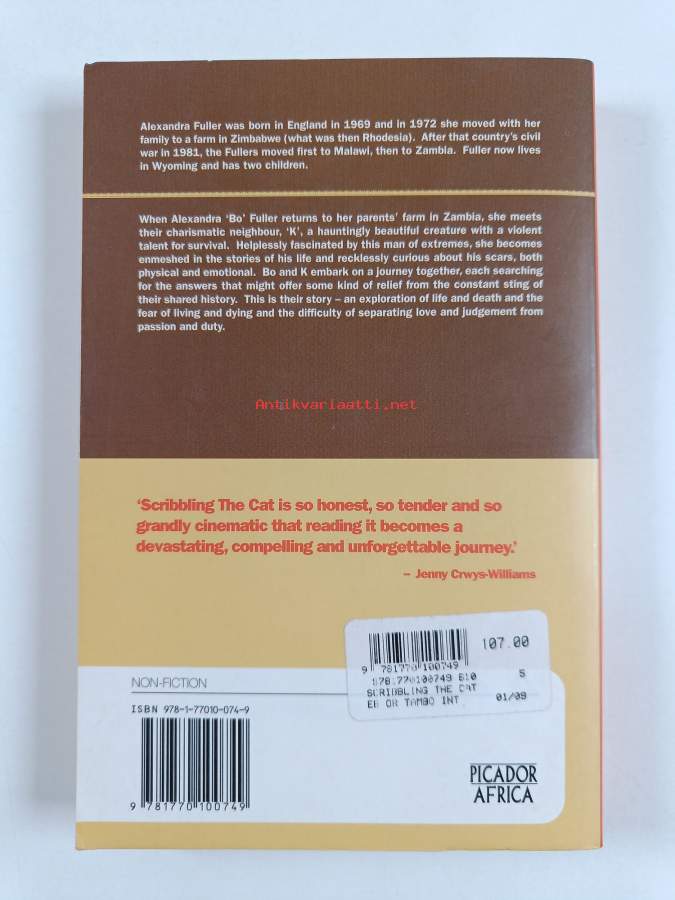 Alexandra Fuller was born in England in 1969 and in 1972 she moved with her
family to a farm in Zimbabwe (what was then Rhodesia). After that country's civil
war in 1981, the Fullers moved first to Malawi, then to Zambia. Fuller now lives
in Wyoming and has two children.
When Alexandra ‘Bo’ Fuller returns to her parents’ farm in Zambia, she meets
their charismatic neighbour, ‘K’, a hauntingly beautiful creature with a violent
talent for survival. Helplessly fascinated by this man of extremes, she becomes
enmeshed in the stories of his life and recklessly curious about his scars, both
physical and emotional. Bo and K embark on a journey together, each searching
for the answers that might offer some kind of relief from the constant sting of
their shared history. This is their story – an exploration of life and death and the
fear of living and dying and the difficulty of separating love and judgement from
passion and duty.
Antikvariaatti.net
‘Scribbling The Cat is so honest, so tender and so
grandly cinematic that reading it becomes a
devastating, compelling and unforgettable journey.’
– Jenny Crwys-Williams
107.00
9 781770 100749
9781770100749 610 5
SCRIBBLING THE CAT
EB OR TAMBO INT 01/09
NON-FICTION
ISBN 978-1-77010-074-9
9 781770 100749
PICADOR
AFRICA